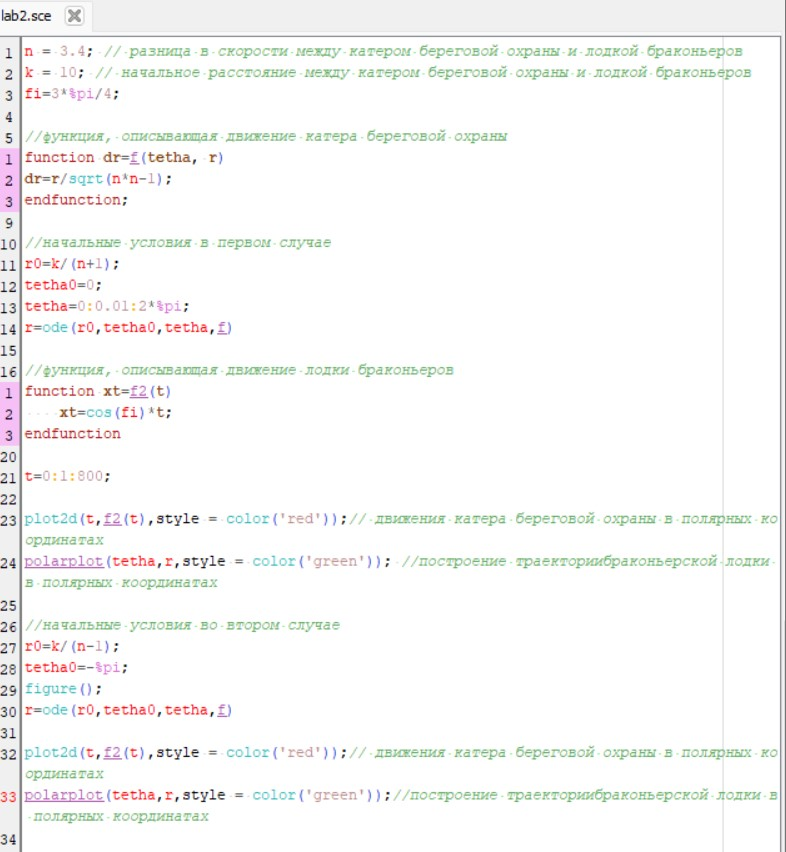 lab2.sce
1 n = 3.4; // разница в скорости между катером береговой охраны и лодкой браконьеров
2 k = 10; // начальное расстояние между катером береговой охраны и лодкой браконьеров
3 fi=3*%pi/4;
4
5 //функция, описывающая движение катера береговой охраны
1 function dr=f(tetha, r)
2 dr=r/sqrt(n*n-1);
3 endfunction;
9
10 //начальные условия в первом случае
11 r0=k/(n+1);
12 tetha0=0;
13 tetha=0:0.01:2*%pi;
14 r=ode(r0,tetha0,tetha,f)
15
16 //функция, описывающая движение лодки браконьеров
1 function xt=f2(t)
2     xt=cos(fi)*t;
3 endfunction
20
21 t=0:1:800;
22
23 plot2d(t,f2(t),style = color('red'));// движения катера береговой охраны в полярных ко
ординатах
24 polarplot(tetha,r,style = color('green')); //построение траекториибраконьерской лодки
в полярных координатах
25
26 //начальные условия во втором случае
27 r0=k/(n-1);
28 tetha0=-%pi;
29 figure();
30 r=ode(r0,tetha0,tetha,f)
31
32 plot2d(t,f2(t),style = color('red'));// движения катера береговой охраны в полярных ко
ординатах
33 polarplot(tetha,r,style = color('green'));//построение траекториибраконьерской лодки в
полярных координатах
34